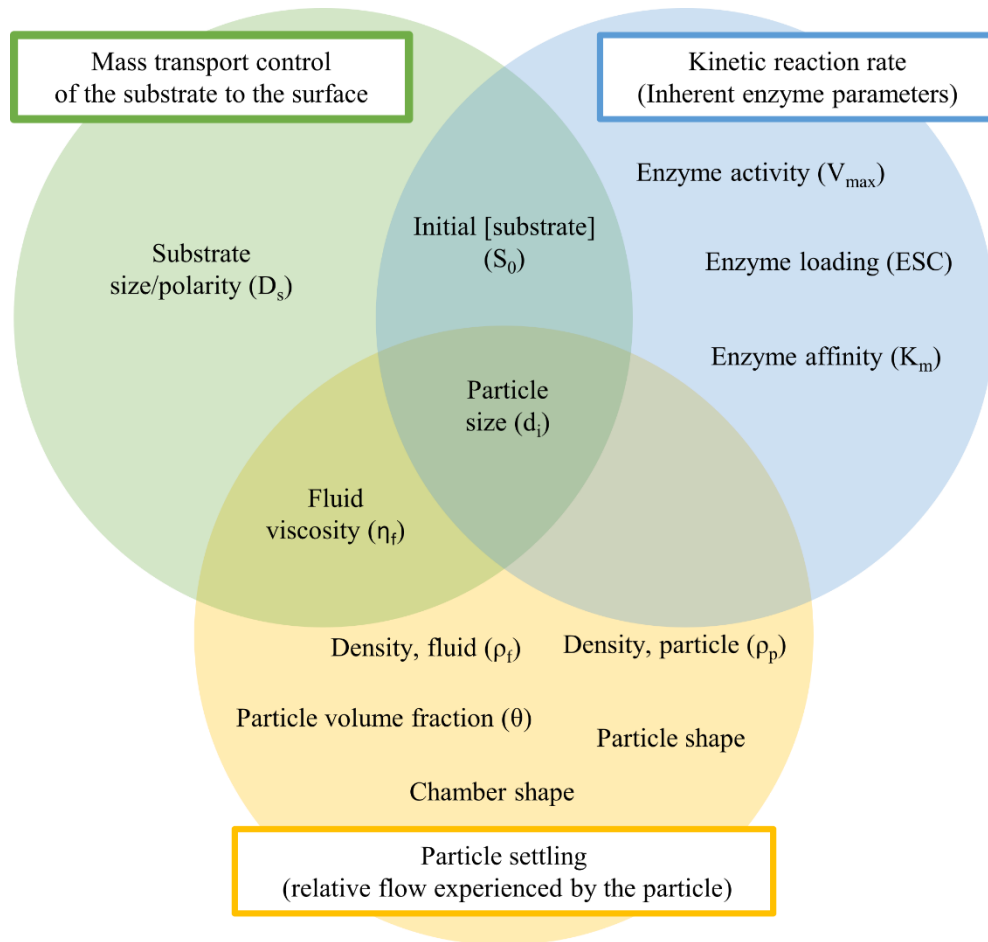 Mass transport control
of the substrate to the surface
Kinetic reaction rate
(Inherent enzyme parameters)
Enzyme activity (Vmax)
Initial [substrate]
(S0)
Substrate
size/polarity (Ds)
Enzyme loading (ESC)
Enzyme affinity (Km)
Particle
size (di)
Fluid
viscosity (ηf)
Density, fluid (ρf)
Density, particle (ρp)
Particle volume fraction (θ)
Particle shape
Chamber shape
Particle settling
(relative flow experienced by the particle)